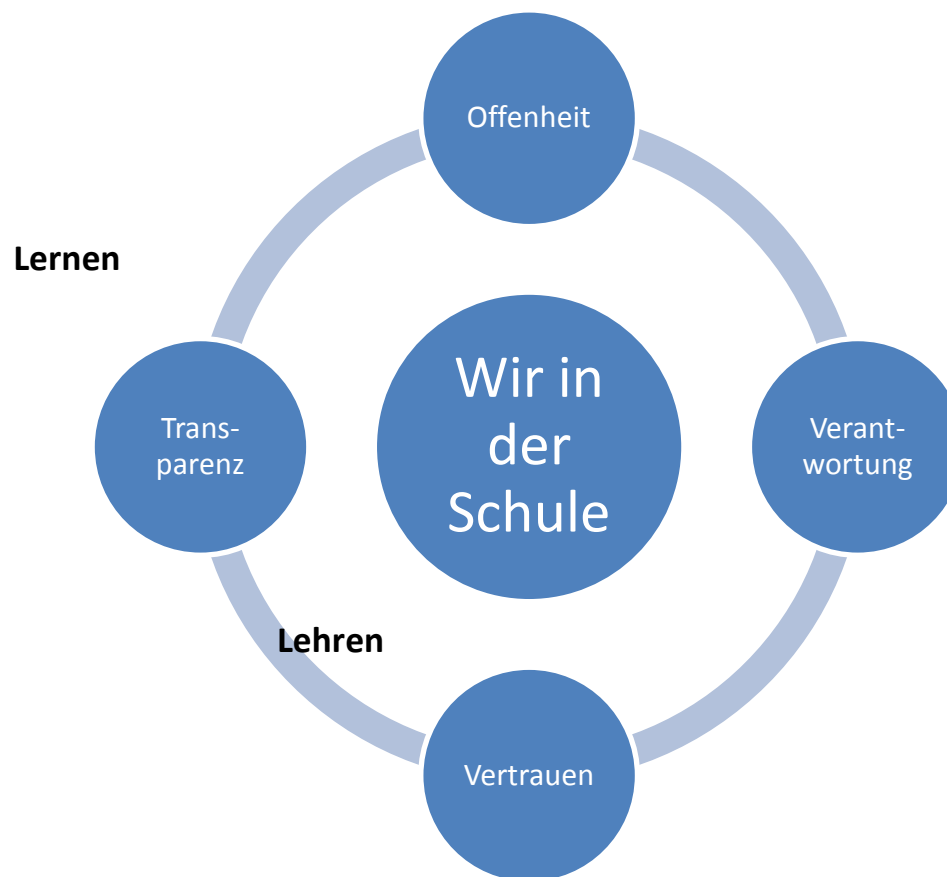 Offenheit
Lernen
Wir in
der
Schule
Trans-
parenz
Verant-
wortung
Lehren
Vertrauen